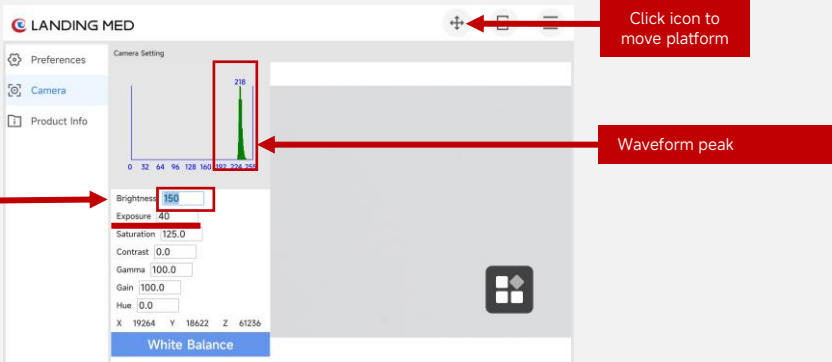 LANDING MED
Click icon to
move platform
Preferences
Camera
Product Info
Camera Setting
218
0 32 64 96 128 160 192 224 255
Waveform peak
Brightness 150
Exposure 40
Saturation 125.0
Contrast 0.0
Gamma 100.0
Gain 100.0
Hue 0.0
X 19264 Y 18622 Z 61236
White Balance